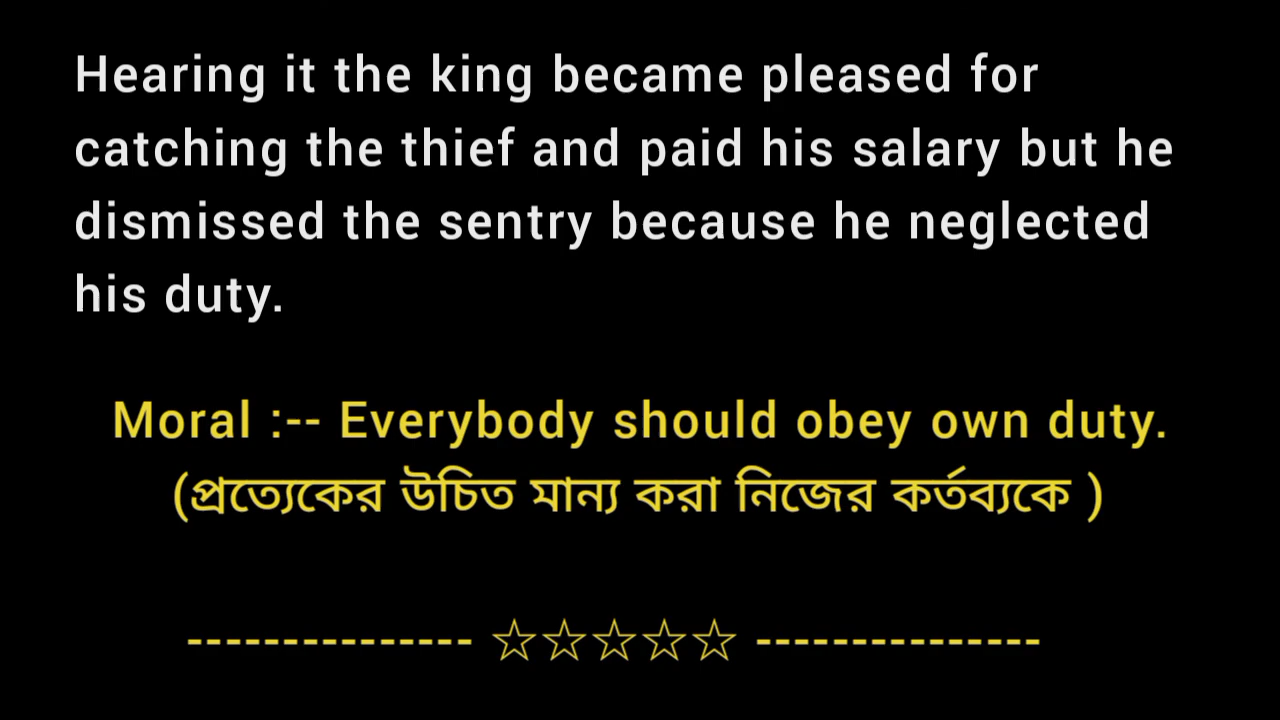 Hearing it the king became pleased for
catching the thief and paid his salary but he
dismissed the sentry because he neglected
his duty.
Moral :-- Everybody should obey own duty.
(প্রত্যেকের উচিত মান্য করা নিজের কর্তব্যকে )
--------------- ☆☆☆☆☆ ---------------